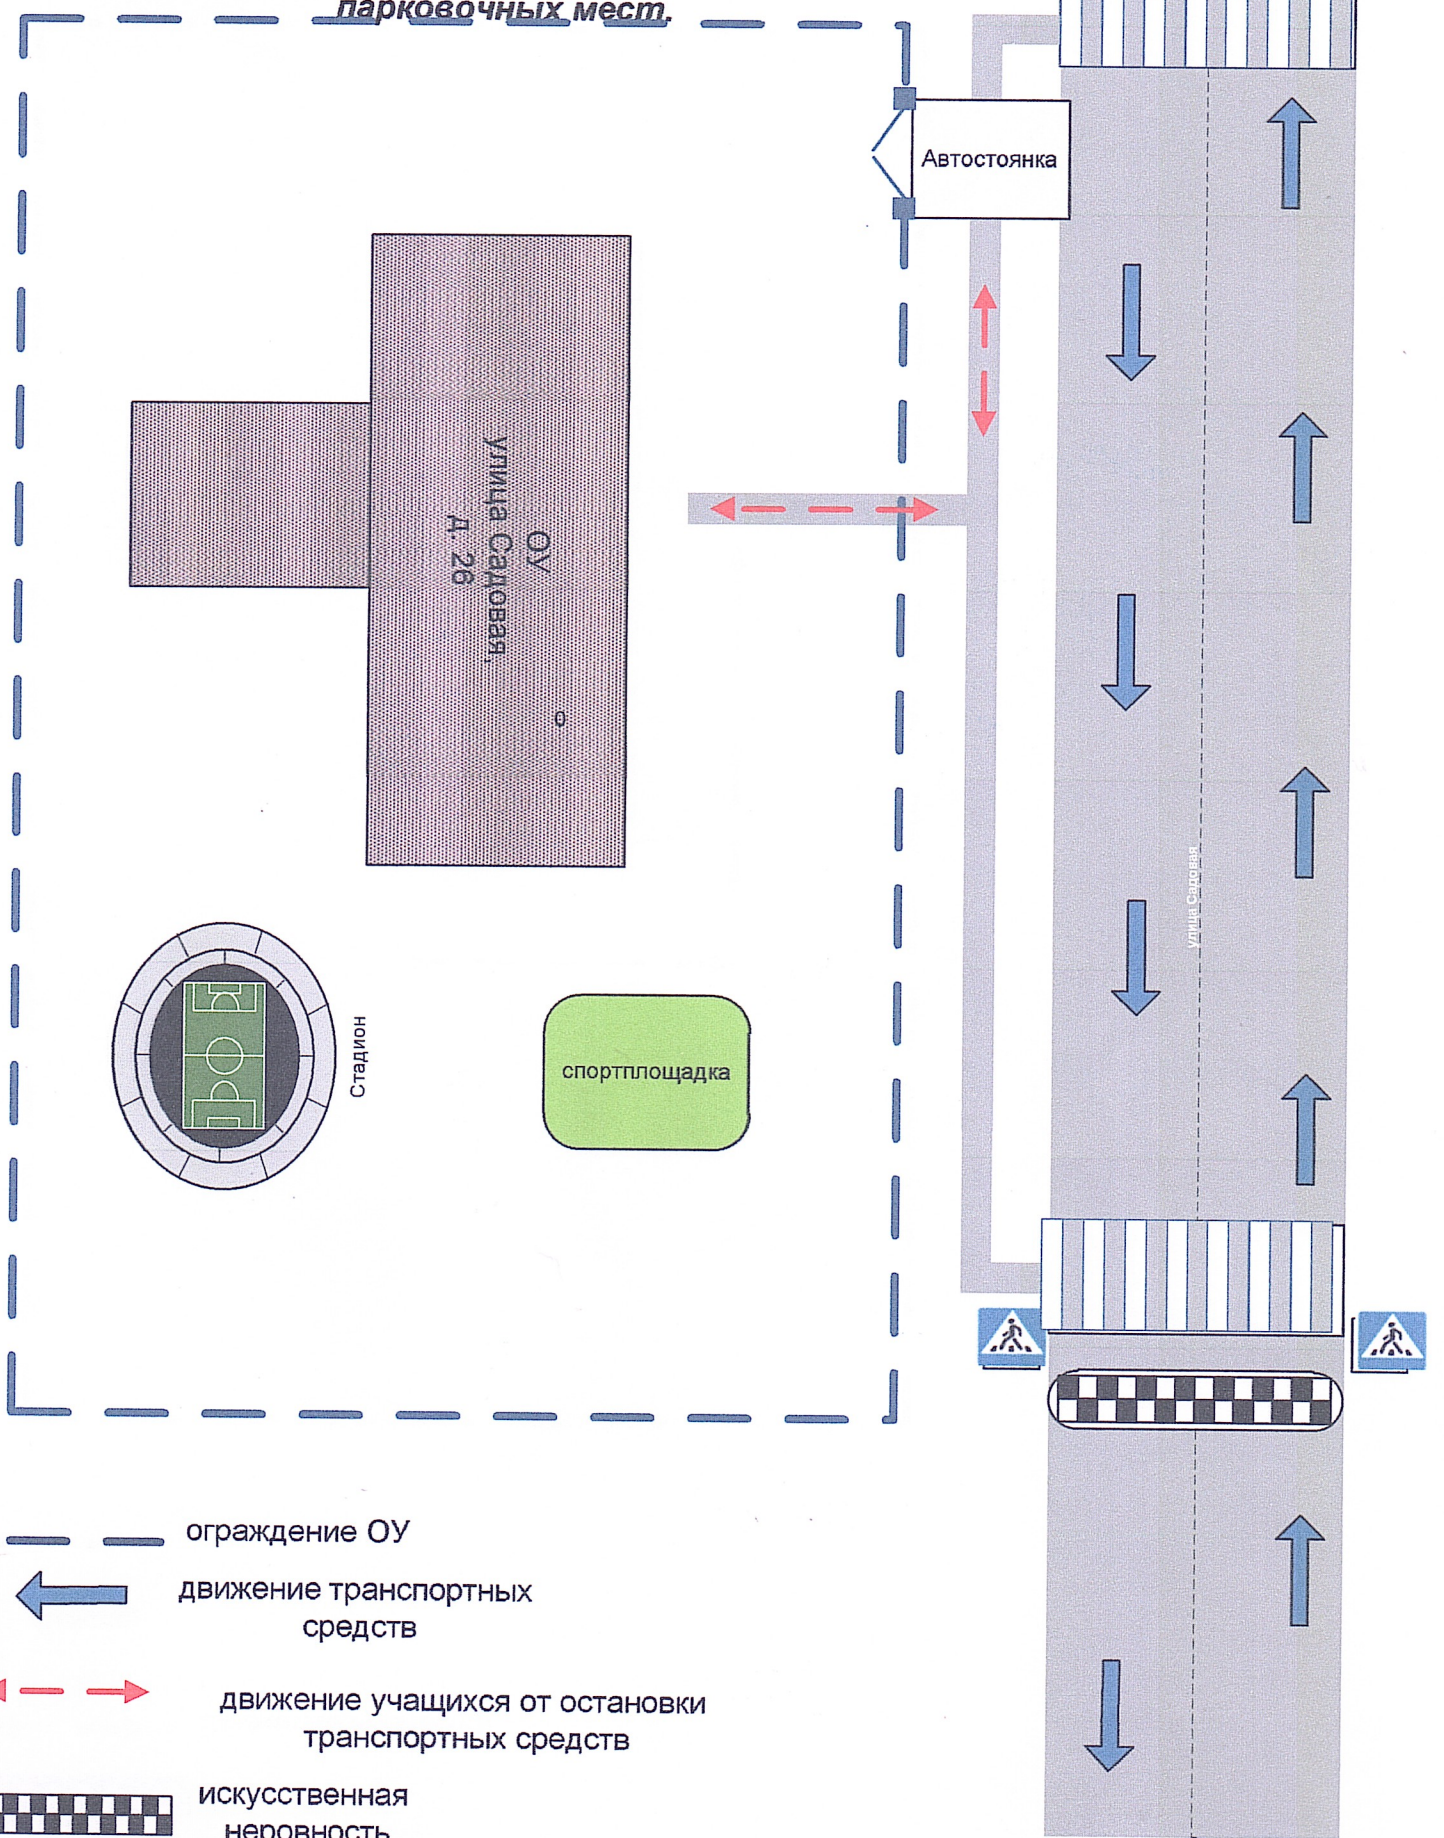 парковочных мест.
Автостоянка
ОУ
улица Садовая,
д. 26
о
улица Садовая
Стадион
спортплощадка
ограждение ОУ
движение транспортных
средств
движение учащихся от остановки
транспортных средств
искусственная
неровность